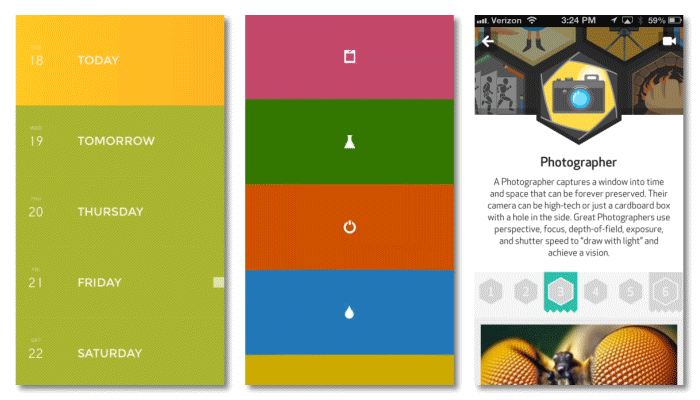 TUE
18 TODAY
WED
19 TOMORROW
THU
20 THURSDAY
FRI
21 FRIDAY
SAT
22 SATURDAY
Verizon 3:24 PM 59%
Photographer
A Photographer captures a window into time
and space that can be forever preserved. Their
camera can be high-tech or just a cardboard box
with a hole in the side. Great Photographers use
perspective, focus, depth-of-field, exposure,
and shutter speed to “draw with light” and
achieve a vision.
1 2 3 4 5 6